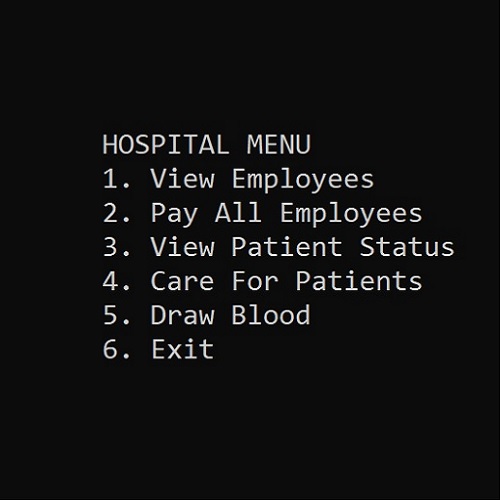 HOSPITAL MENU
1. View Employees
2. Pay All Employees
3. View Patient Status
4. Care For Patients
5. Draw Blood
6. Exit